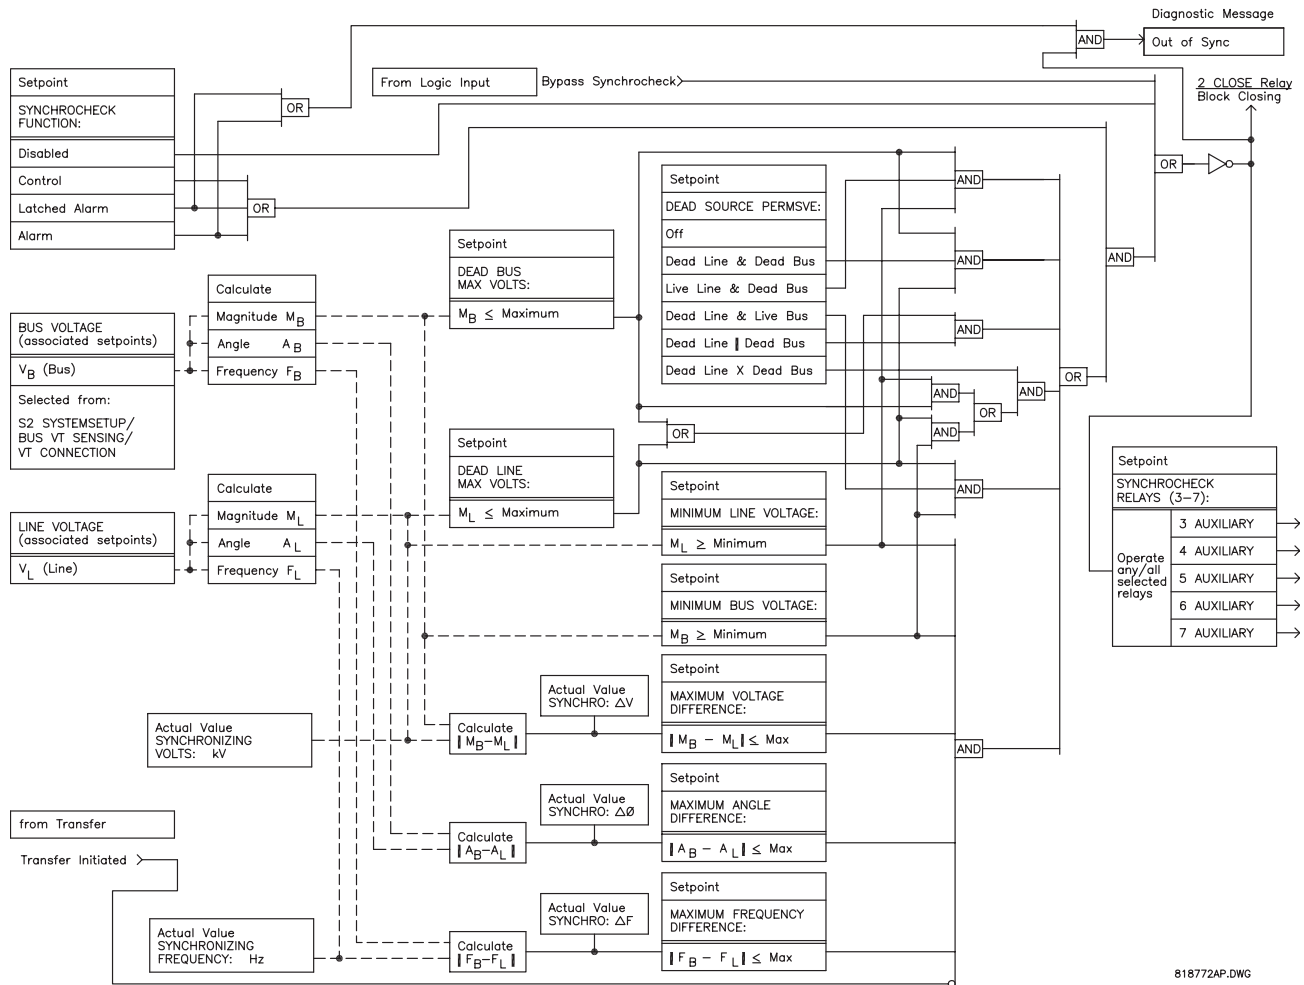 Diagnostic Message
Out of Sync
AND
Setpoint
SYNCHROCHECK
FUNCTION:
Disabled
Control
Latched Alarm
Alarm
OR
OR
From Logic Input
Bypass Synchrocheck
2 CLOSE Relay
Block Closing
OR
AND
Setpoint
DEAD SOURCE PERMSVE:
Off
Dead Line & Dead Bus
Live Line & Dead Bus
Dead Line & Live Bus
Dead Line ‖ Dead Bus
Dead Line X Dead Bus
AND
AND
AND
AND
AND
OR
AND
OR
AND
Setpoint
DEAD BUS
MAX VOLTS:
M_B ≤ Maximum
Calculate
Magnitude M_B
Angle A_B
Frequency F_B
BUS VOLTAGE
(associated setpoints)
V_B (Bus)
Selected from:
S2 SYSTEMSETUP/
BUS VT SENSING/
VT CONNECTION
OR
Setpoint
DEAD LINE
MAX VOLTS:
M_L ≤ Maximum
Calculate
Magnitude M_L
Angle A_L
Frequency F_L
LINE VOLTAGE
(associated setpoints)
V_L (Line)
Setpoint
MINIMUM LINE VOLTAGE:
M_L ≥ Minimum
Setpoint
MINIMUM BUS VOLTAGE:
M_B ≥ Minimum
Setpoint
SYNCHROCHECK
RELAYS (3-7):
Operate
any/all
selected
relays
3 AUXILIARY
4 AUXILIARY
5 AUXILIARY
6 AUXILIARY
7 AUXILIARY
Actual Value
SYNCHRONIZING
VOLTS: kV
Calculate
‖M_B-M_L‖
Actual Value
SYNCHRO: △V
Setpoint
MAXIMUM VOLTAGE
DIFFERENCE:
‖M_B - M_L‖ ≤ Max
AND
from Transfer
Transfer Initiated
Calculate
‖A_B-A_L‖
Actual Value
SYNCHRO: △Ø
Setpoint
MAXIMUM ANGLE
DIFFERENCE:
‖A_B - A_L‖ ≤ Max
Actual Value
SYNCHRONIZING
FREQUENCY: Hz
Calculate
‖F_B-F_L‖
Actual Value
SYNCHRO: △F
Setpoint
MAXIMUM FREQUENCY
DIFFERENCE:
‖F_B - F_L‖ ≤ Max
818772AP.DWG